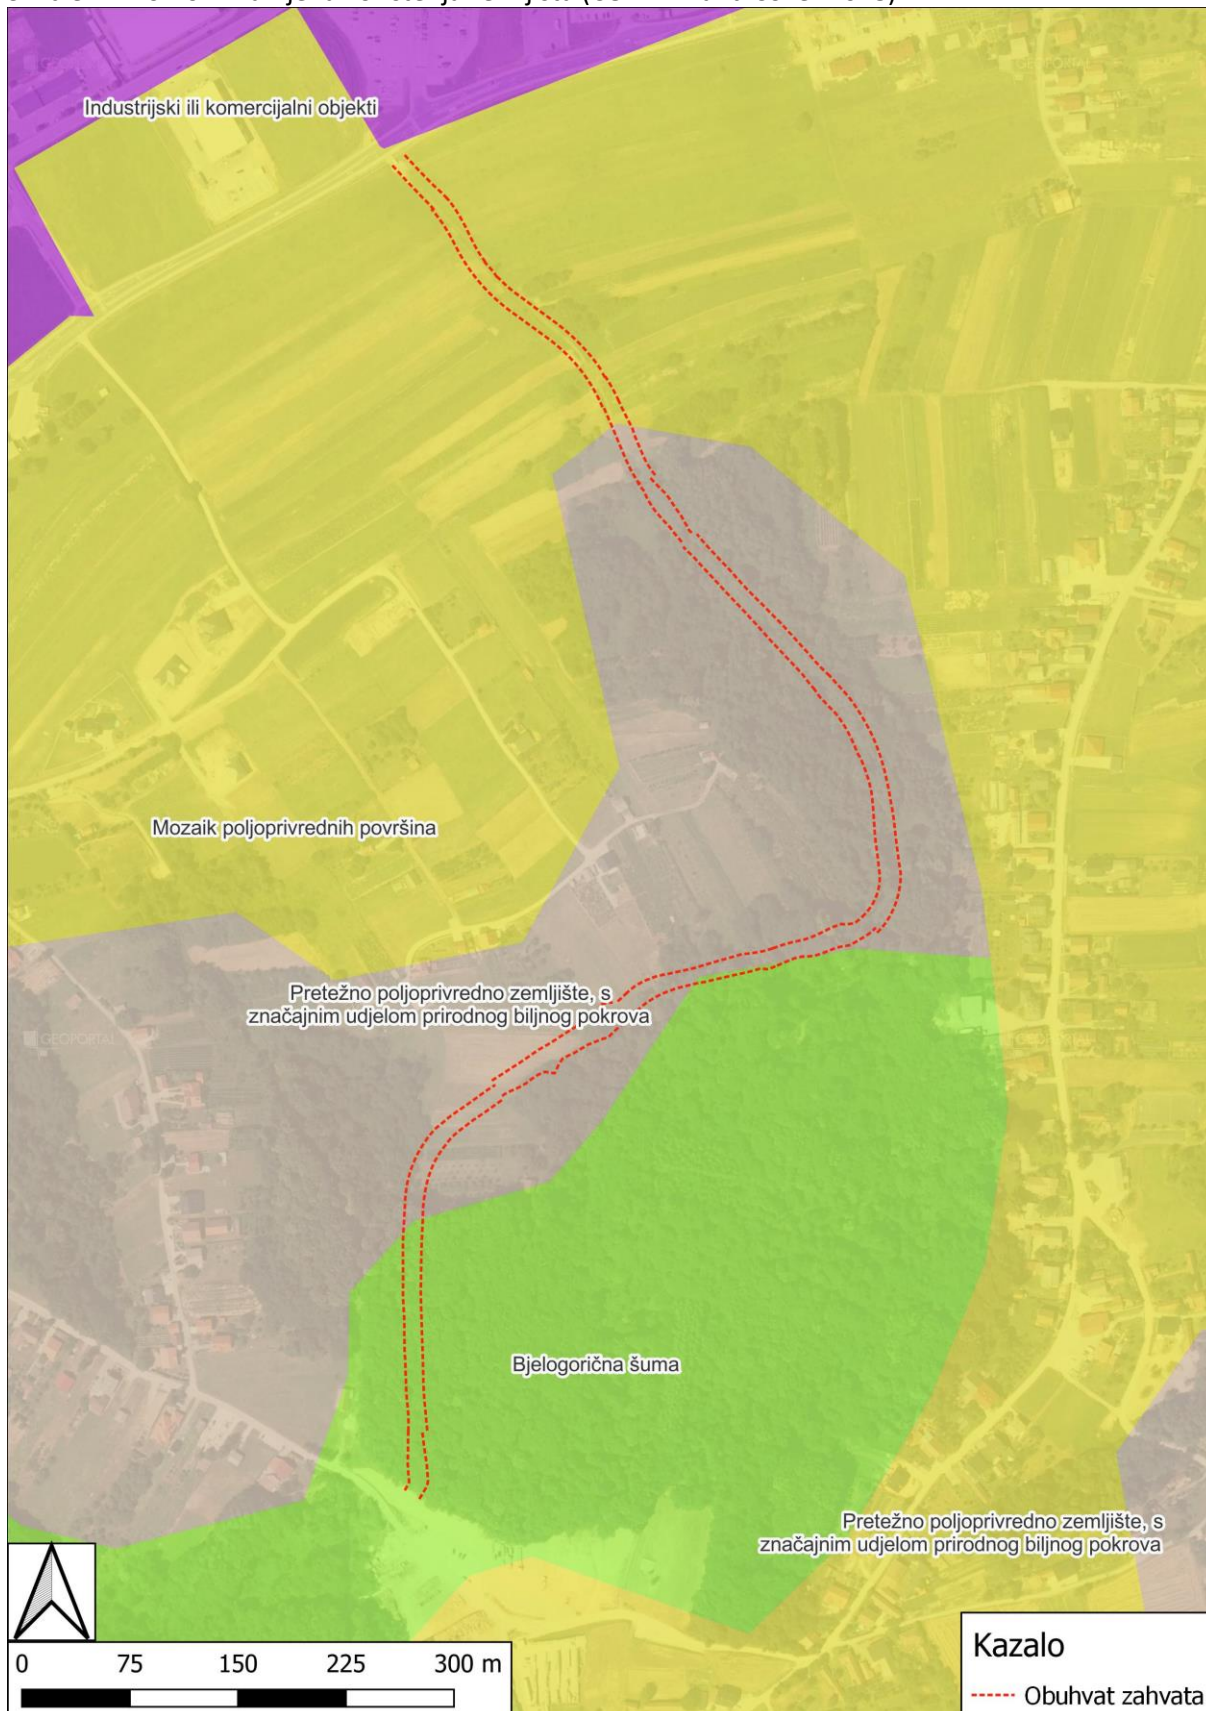 Industrijski ili komercijalni objekti
Mozaik poljoprivrednih površina
Pretežno poljoprivredno zemljište, s
značajnim udjelom prirodnog biljnog pokrova
GEOPORTAL
Bjelogorična šuma
Pretežno poljoprivredno zemljište, s
značajnim udjelom prirodnog biljnog pokrova
0 75 150 225 300 m
Kazalo
Obuhvat zahvata